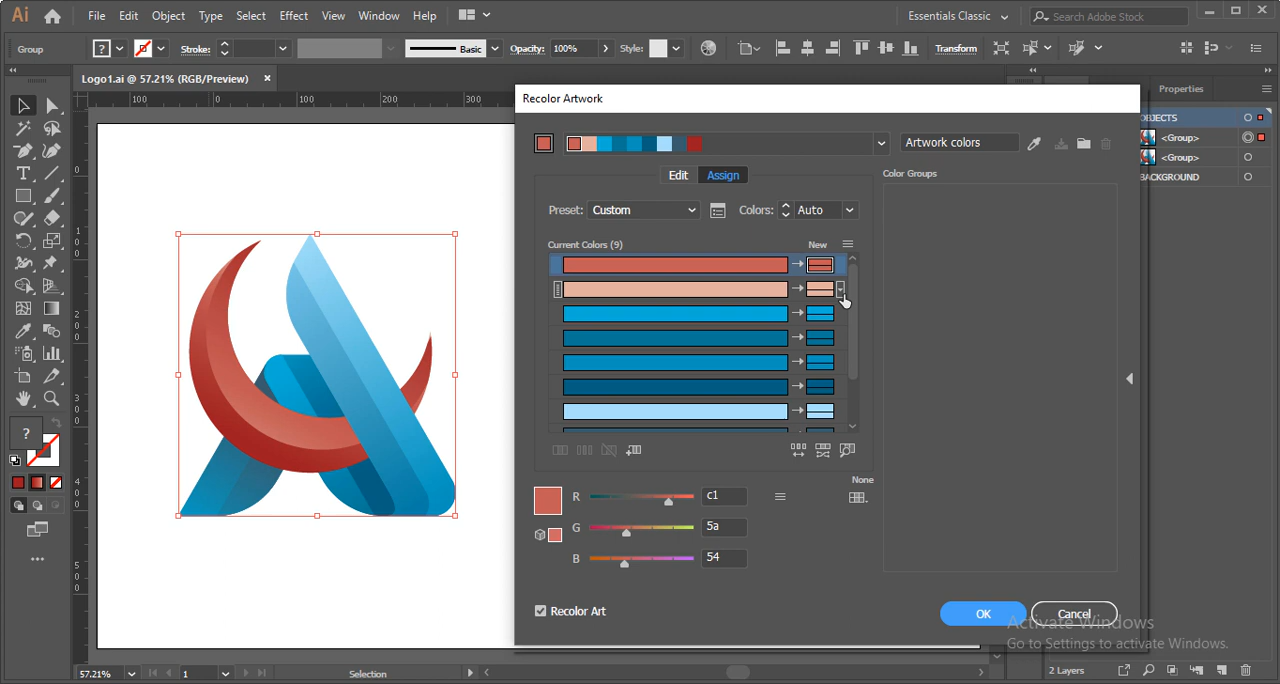 Ai File Edit Object Type Select Effect View Window Help Essentials Classic Search Adobe Stock
Group ? Stroke: Basic Opacity: 100% Style: Transform
Logo1.ai @ 57.21% (RGB/Preview) ×
100 0 100 200 300
Recolor Artwork
Properties
OBJECTS
<Group>
<Group>
BACKGROUND
Artwork colors
Edit Assign
Color Groups
Preset: Custom Colors: Auto
Current Colors (9) New
None
R c1
G 5a
B 54
Recolor Art
OK Cancel
Activate Windows
Go to Settings to activate Windows.
57.21% 1 Selection 2 Layers